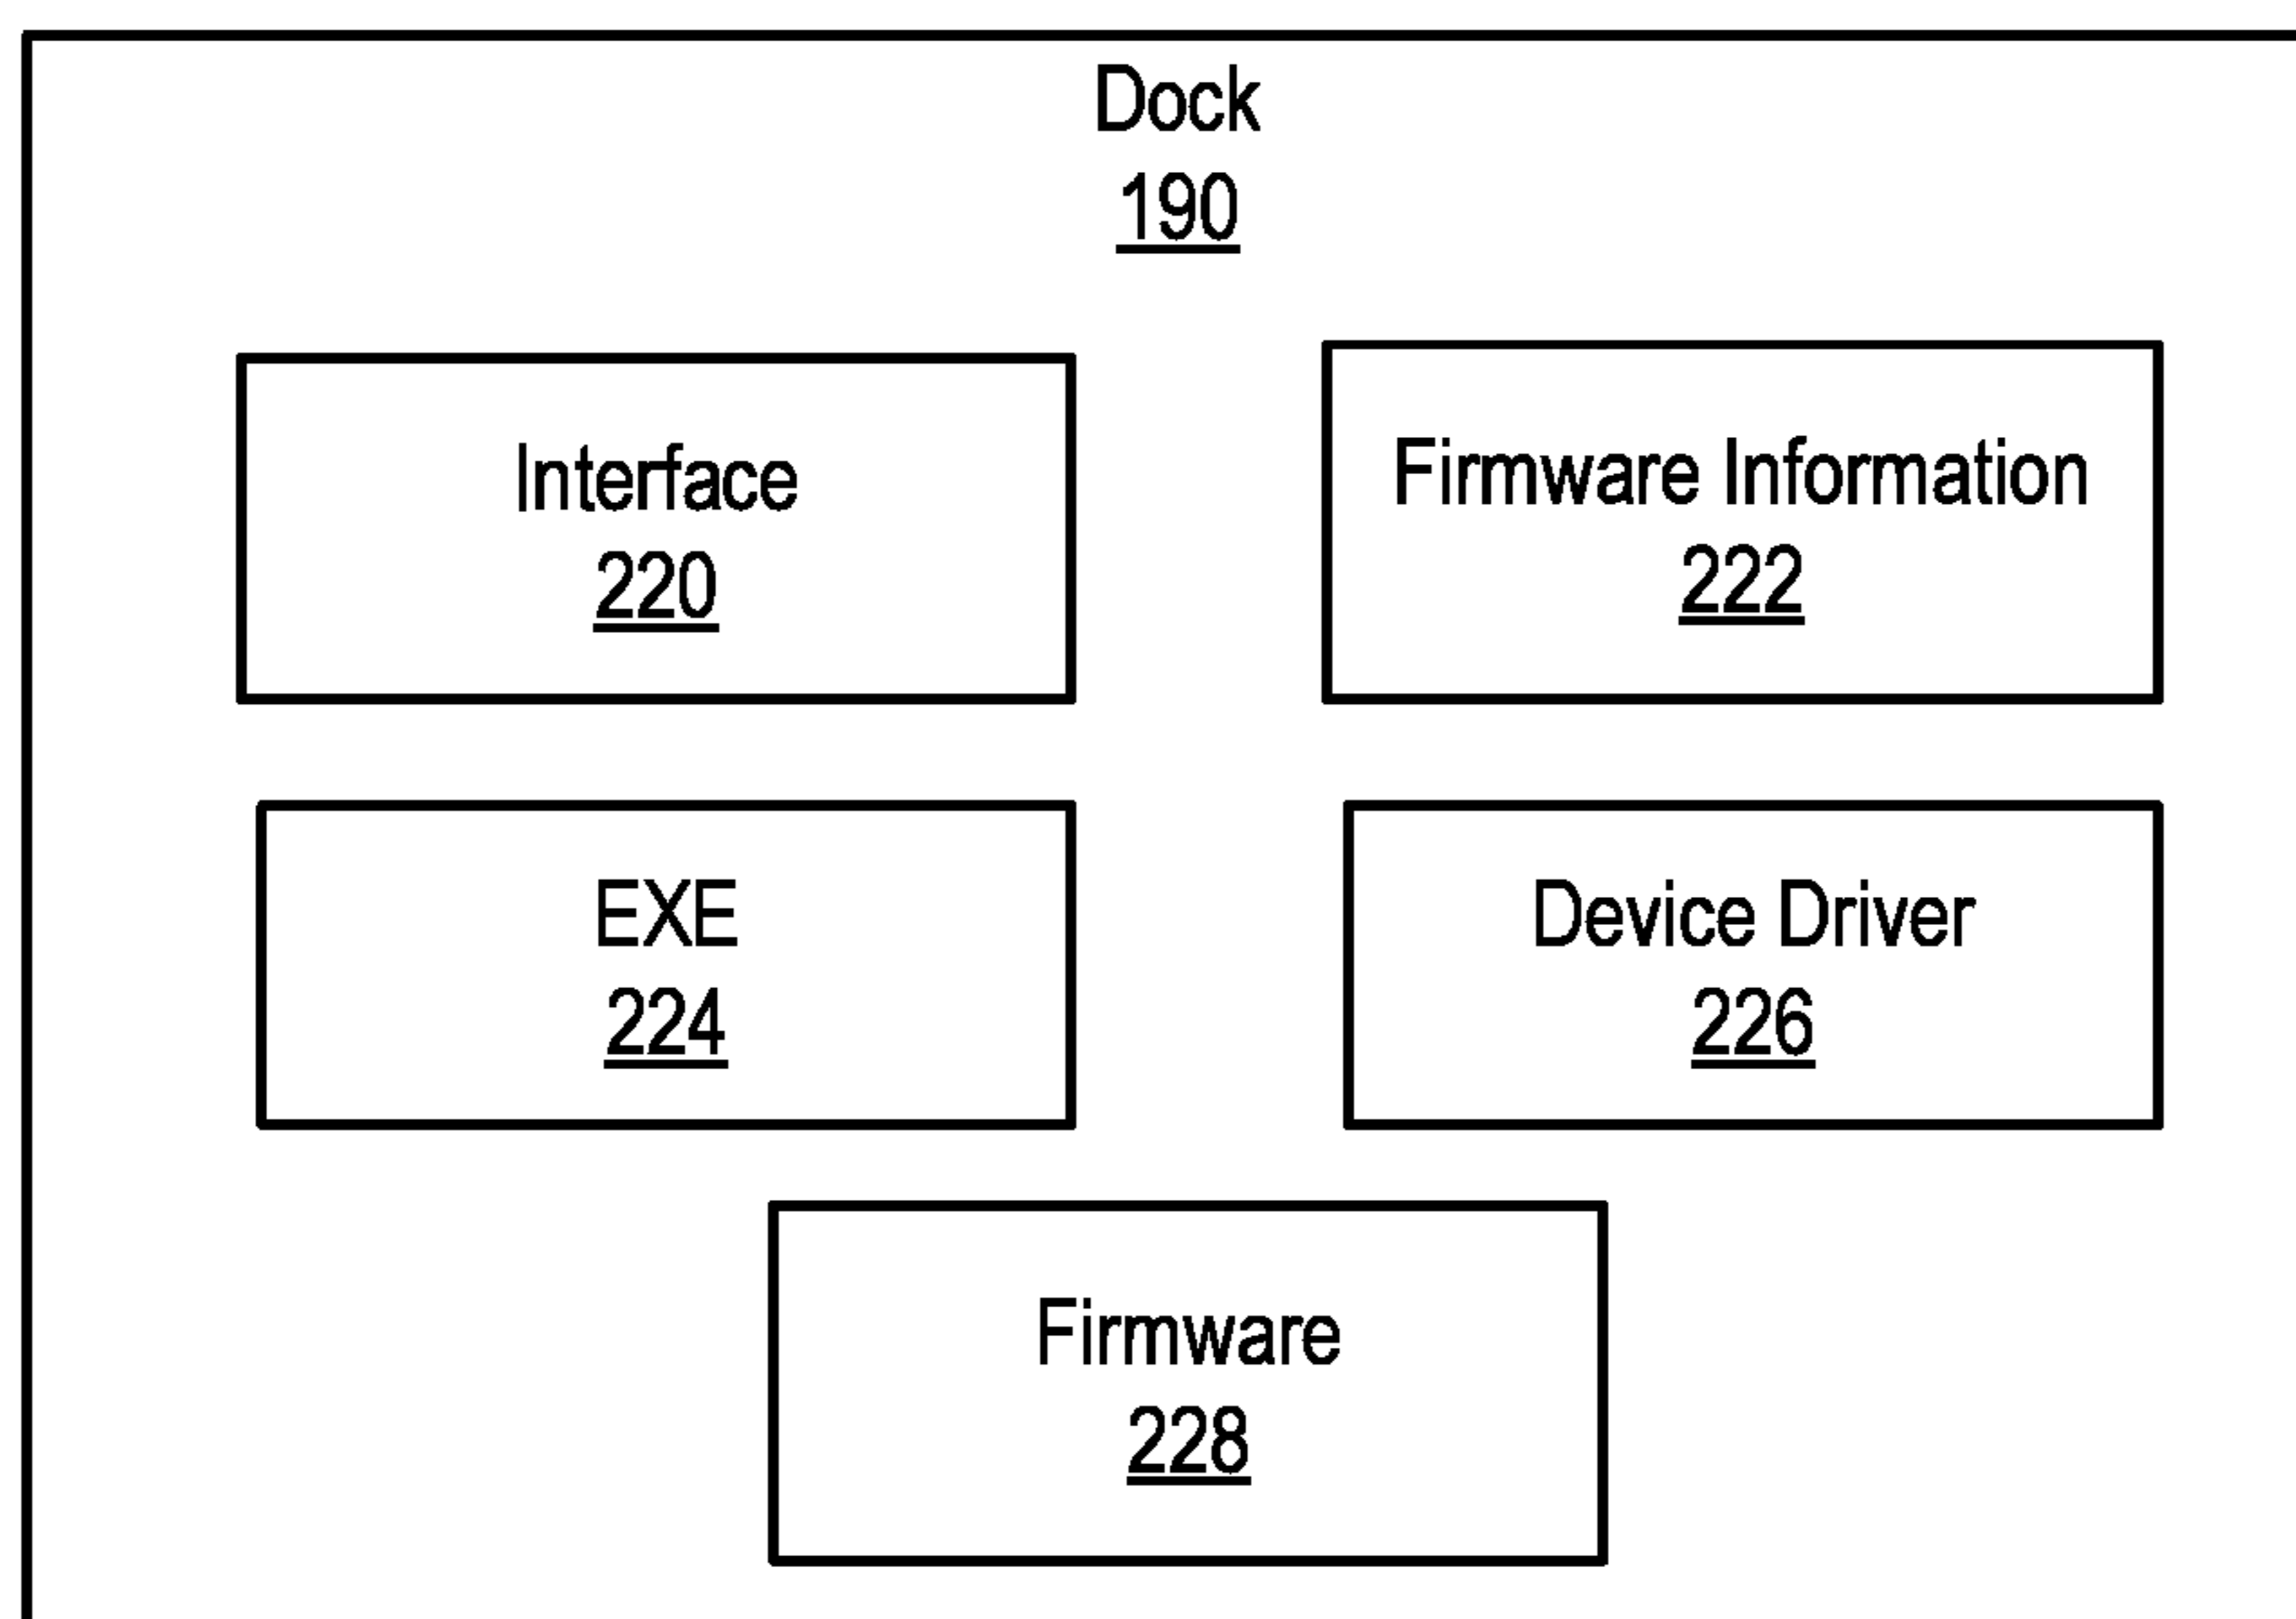 Dock
190
Interface
220
Firmware Information
222
EXE
224
Device Driver
226
Firmware
228